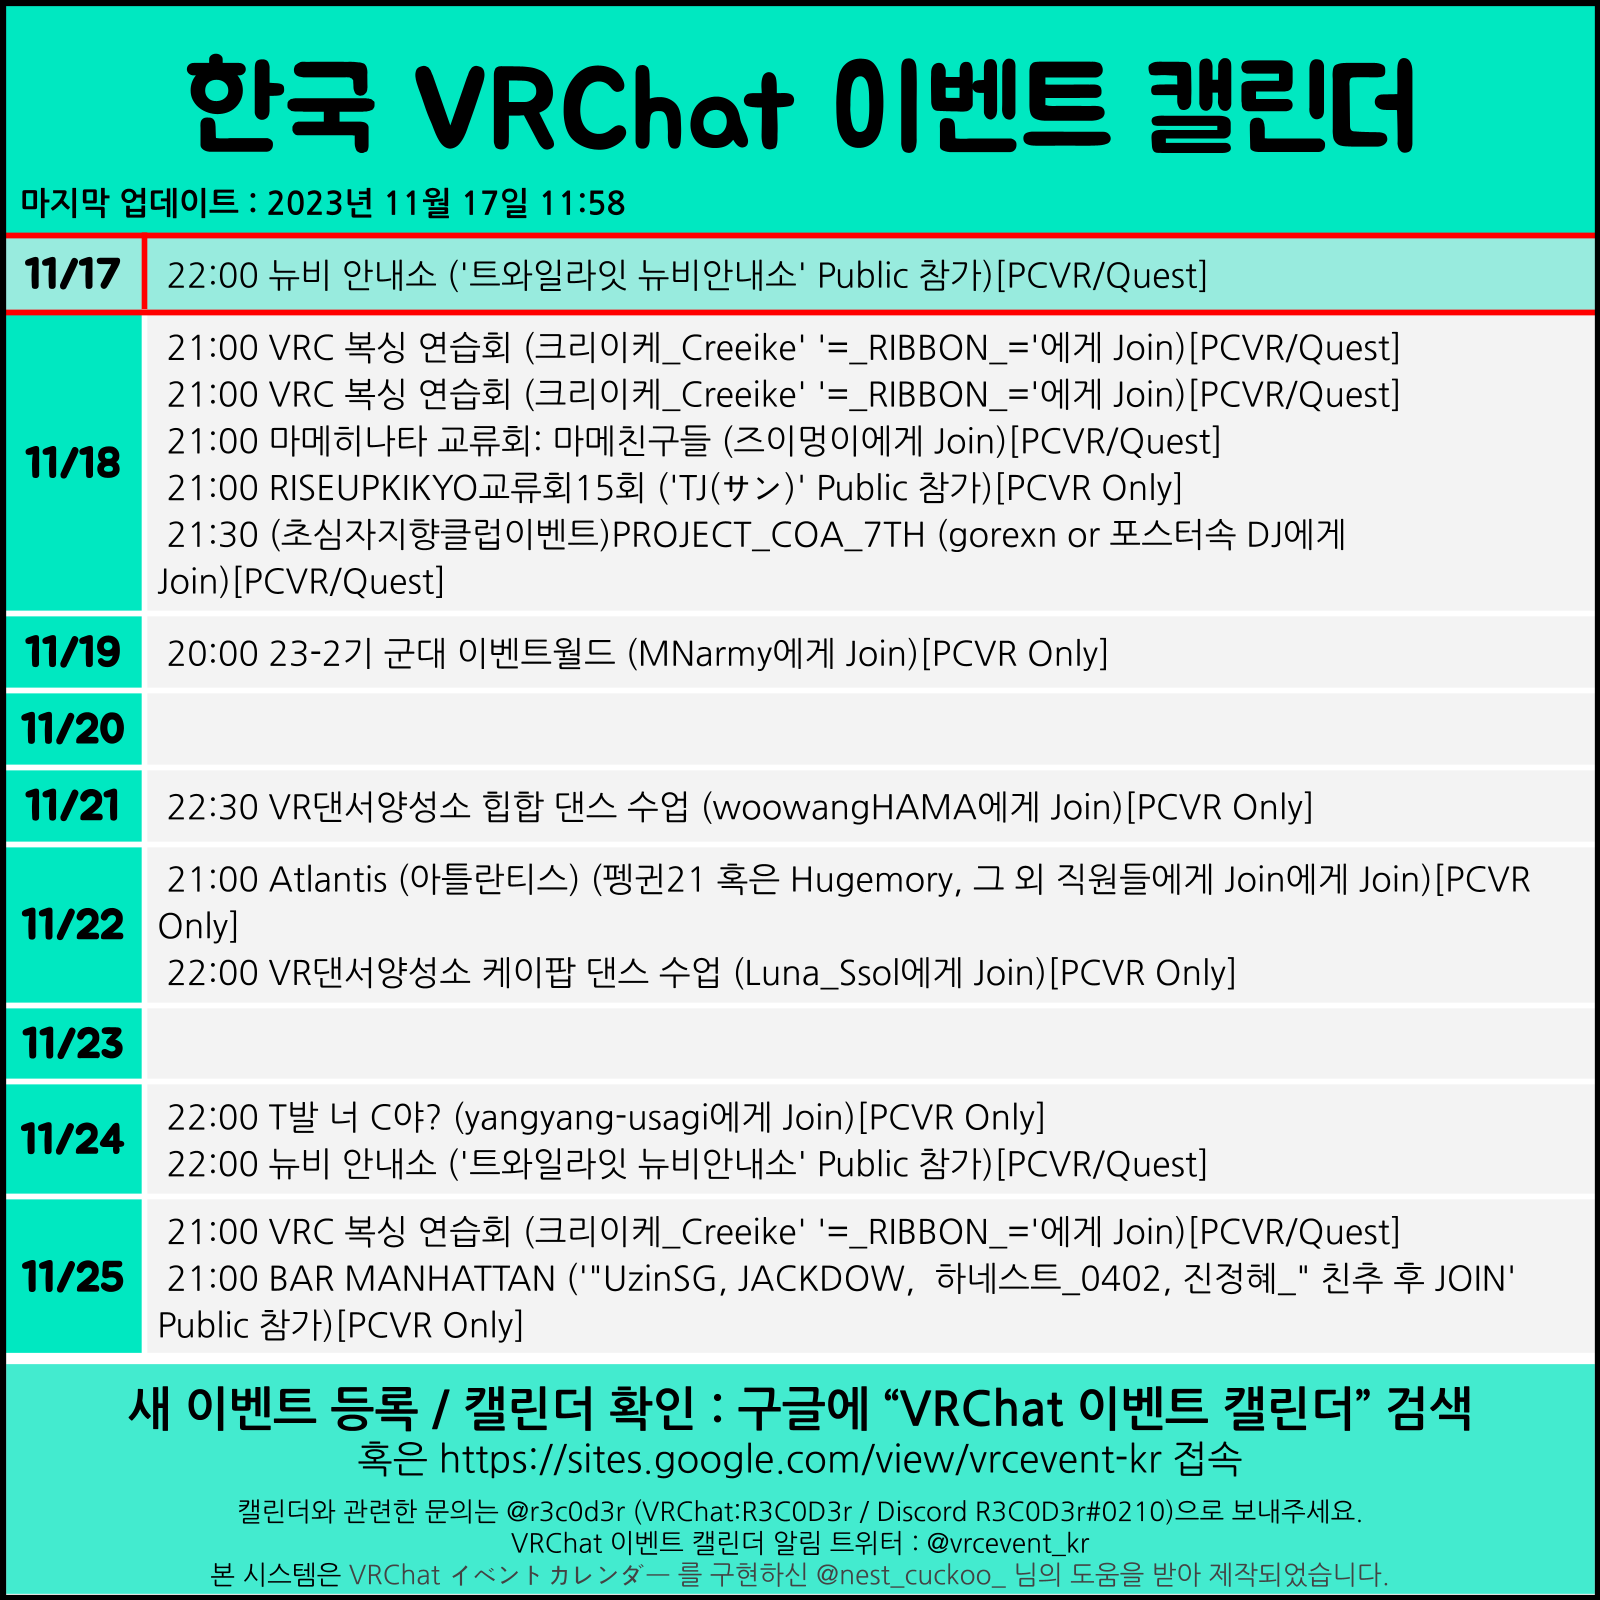 한국 VRChat 이벤트 캘린더
마지막 업데이트 : 2023년 11월 17일 11:58
11/17
22:00 뉴비 안내소 ('트와일라잇 뉴비안내소' Public 참가)[PCVR/Quest]
11/18
21:00 VRC 복싱 연습회 (크리이케_Creeike' '=_RIBBON_='에게 Join)[PCVR/Quest]
21:00 VRC 복싱 연습회 (크리이케_Creeike' '=_RIBBON_='에게 Join)[PCVR/Quest]
21:00 마메히나타 교류회: 마메친구들 (즈이멍이에게 Join)[PCVR/Quest]
21:00 RISEUPKIKYO교류회15회 ('TJ(サン)' Public 참가)[PCVR Only]
21:30 (초심자지향클럽이벤트)PROJECT_COA_7TH (gorexn or 포스터속 DJ에게
Join)[PCVR/Quest]
11/19
20:00 23-2기 군대 이벤트월드 (MNarmy에게 Join)[PCVR Only]
11/20
11/21
22:30 VR댄서양성소 힙합 댄스 수업 (woowangHAMA에게 Join)[PCVR Only]
11/22
21:00 Atlantis (아틀란티스) (펭귄21 혹은 Hugemory, 그 외 직원들에게 Join에게 Join)[PCVR
Only]
22:00 VR댄서양성소 케이팝 댄스 수업 (Luna_Ssol에게 Join)[PCVR Only]
11/23
11/24
22:00 T발 너 C야? (yangyang-usagi에게 Join)[PCVR Only]
22:00 뉴비 안내소 ('트와일라잇 뉴비안내소' Public 참가)[PCVR/Quest]
11/25
21:00 VRC 복싱 연습회 (크리이케_Creeike' '=_RIBBON_='에게 Join)[PCVR/Quest]
21:00 BAR MANHATTAN ('"UzinSG, JACKDOW,  하네스트_0402, 진정혜_" 친추 후 JOIN'
Public 참가)[PCVR Only]
새 이벤트 등록 / 캘린더 확인 : 구글에 “VRChat 이벤트 캘린더” 검색
혹은 https://sites.google.com/view/vrcevent-kr 접속
캘린더와 관련한 문의는 @r3c0d3r (VRChat:R3C0D3r / Discord R3C0D3r#0210)으로 보내주세요.
VRChat 이벤트 캘린더 알림 트위터 : @vrcevent_kr
본 시스템은 VRChat イベントカレンダー 를 구현하신 @nest_cuckoo_ 님의 도움을 받아 제작되었습니다.